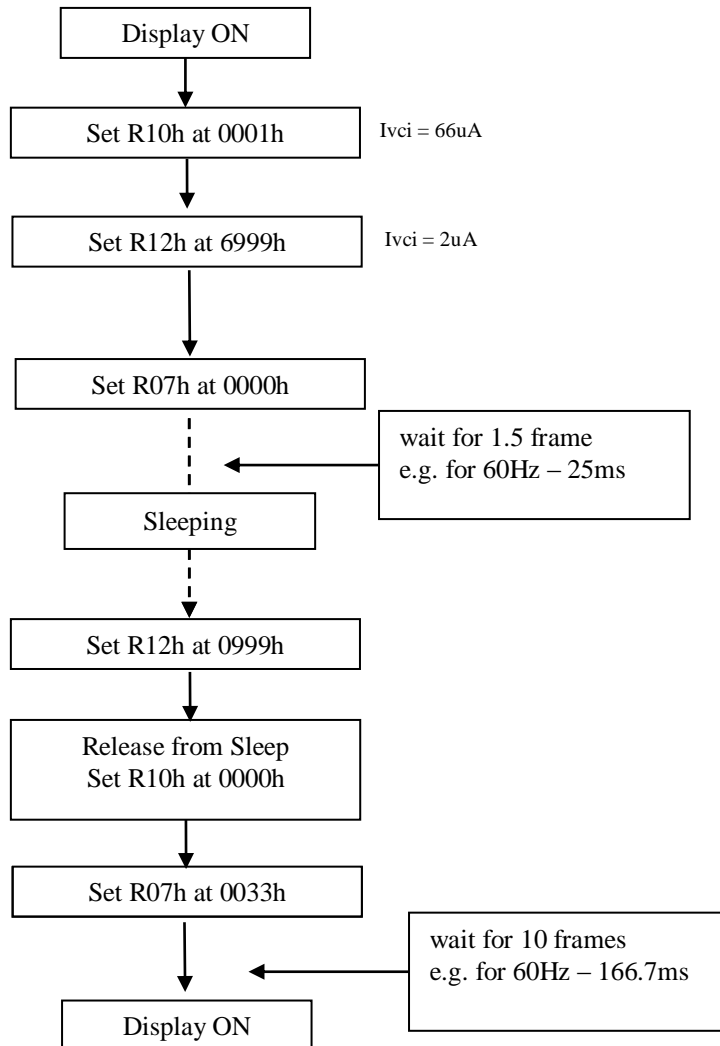 Display ON
Set R10h at 0001h
Ivci = 66uA
Set R12h at 6999h
Ivci = 2uA
Set R07h at 0000h
wait for 1.5 frame
e.g. for 60Hz – 25ms
Sleeping
Set R12h at 0999h
Release from Sleep
Set R10h at 0000h
Set R07h at 0033h
wait for 10 frames
e.g. for 60Hz – 166.7ms
Display ON